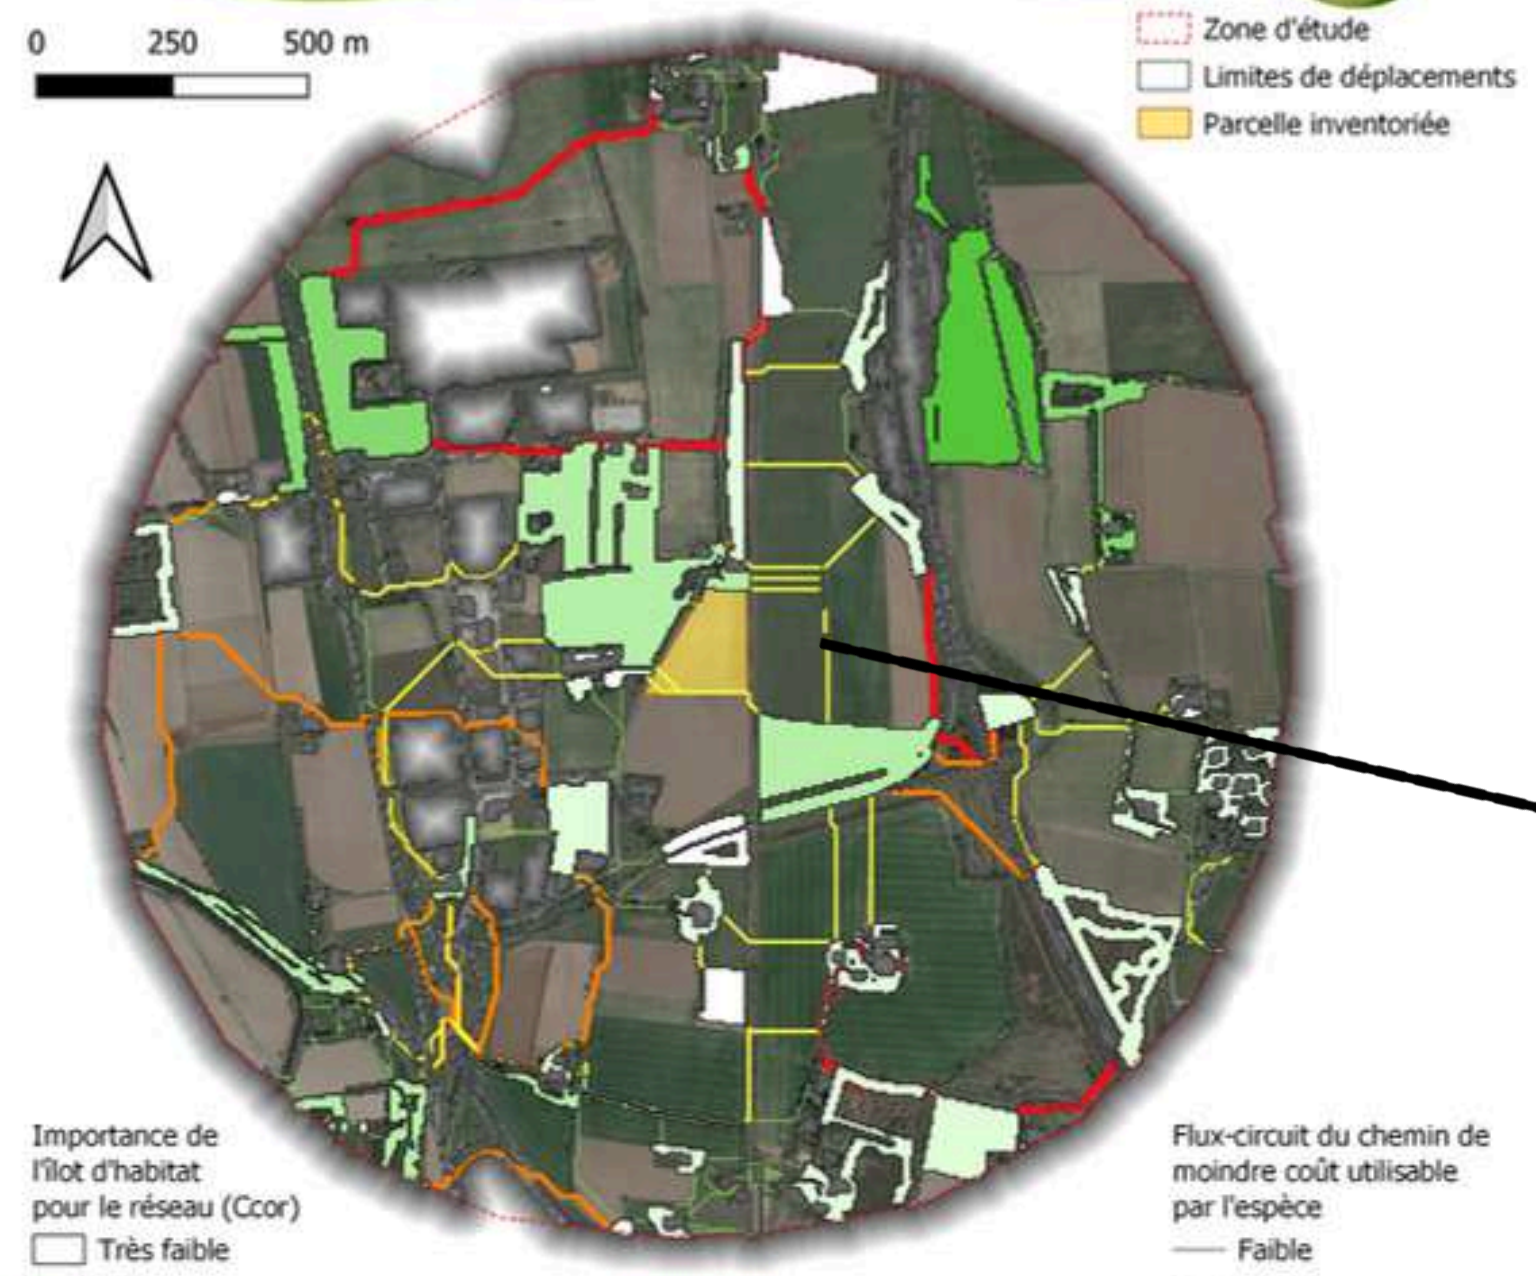 0 250 500 m
Zone d'étude
Limites de déplacements
Parcelle inventoriée
Importance de
l'îlot d'habitat
pour le réseau (Ccor)
Très faible
Flux-circuit du chemin de
moindre coût utilisable
par l'espèce
Faible